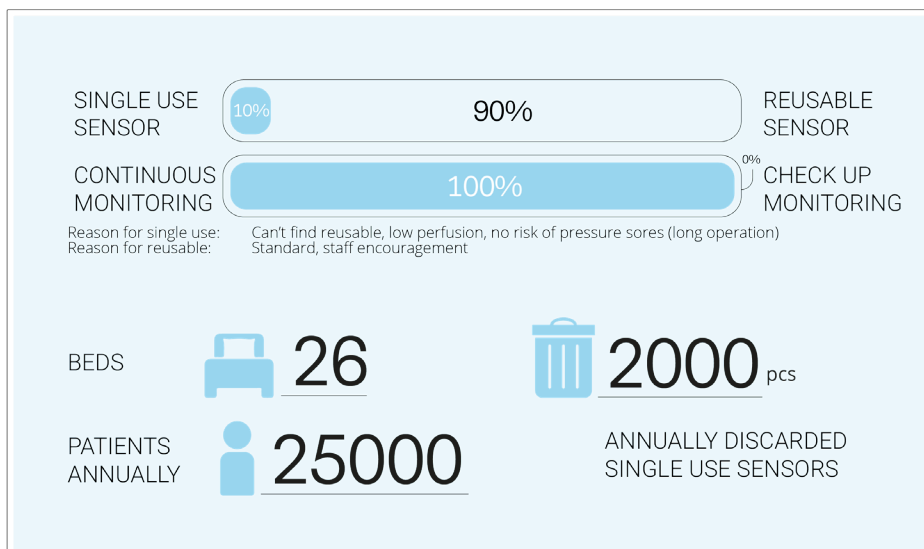 SINGLE USE
SENSOR
10%
90%
REUSABLE
SENSOR
CONTINUOUS
MONITORING
100%
0%
CHECK UP
MONITORING
Reason for single use: Can't find reusable, low perfusion, no risk of pressure sores (long operation)
Reason for reusable: Standard, staff encouragement
BEDS
26
2000 pcs
PATIENTS
ANNUALLY
25000
ANNUALLY DISCARDED
SINGLE USE SENSORS